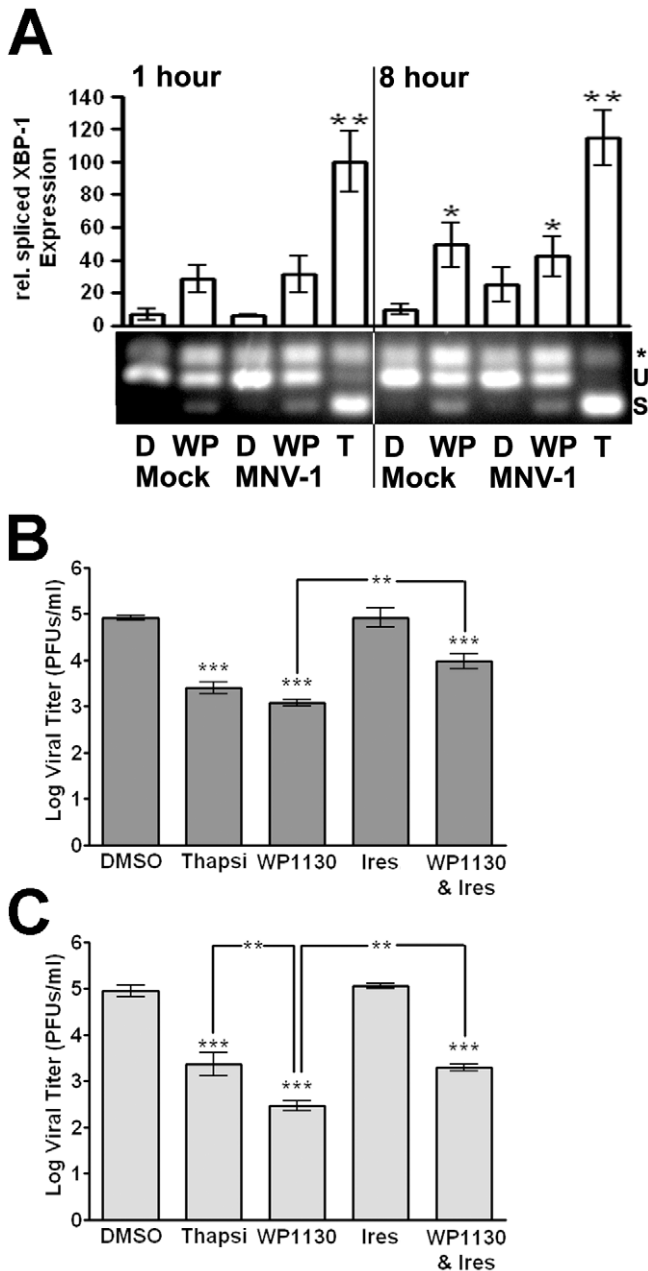 A
1 hour
8 hour
rel. spliced XBP-1
Expression
140
120
100
80
60
40
20
0
**
*
*
**
*
U
S
D WP D WP T D WP D WP T
Mock MNV-1 Mock MNV-1
B
Log Viral Titer (PFUs/ml)
6
5
4
3
2
1
0
**
***
***
***
DMSO Thapsi WP1130 Ires WP1130
& Ires
C
Log Viral Titer (PFUs/ml)
6
5
4
3
2
1
0
**
**
***
***
***
DMSO Thapsi WP1130 Ires WP1130
& Ires